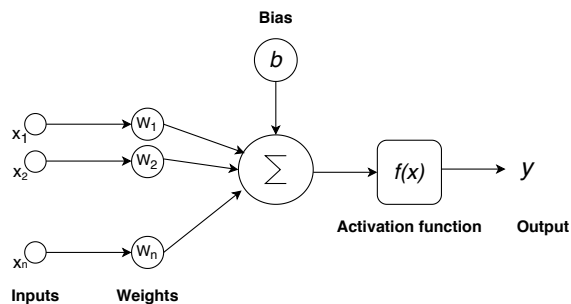 Bias
b
x₁
W₁
x₂
W₂
∑
f(x)
y
Activation function
Output
xₙ
Wₙ
Inputs
Weights